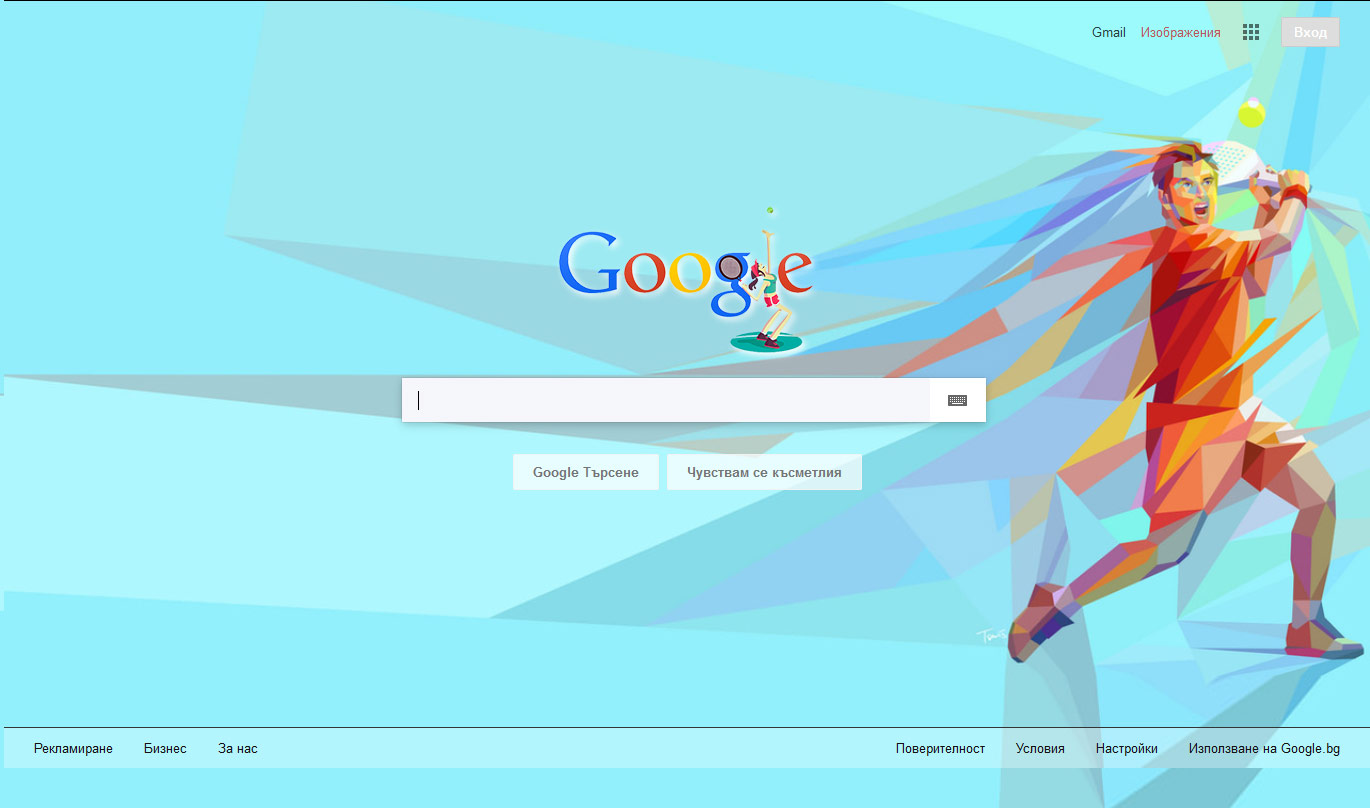 Gmail Изображения Вход
Google
Google Търсене Чувствам се късметлия
Рекламиране Бизнес За нас Поверителност Условия Настройки Използване на Google.bg